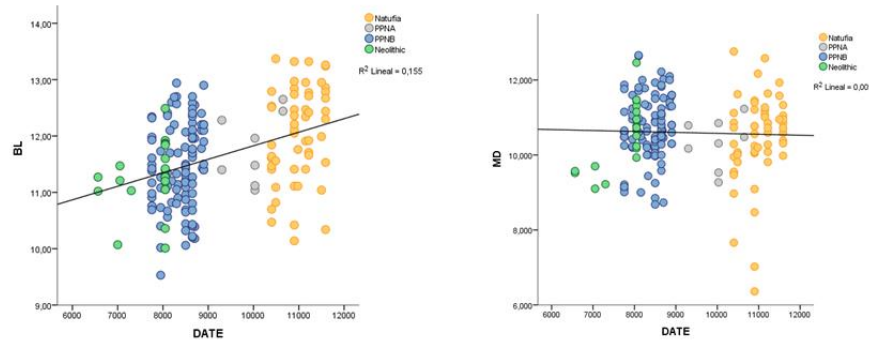 Natufia
PPNA
PPNB
Neolithic
R² Lineal = 0,155
14,00
13,00
12,00
11,00
10,00
9,00
BL
6000 7000 8000 9000 10000 11000 12000
DATE
Natufia
PPNA
PPNB
Neolithic
R² Lineal = 0,00
12,000
10,000
8,000
6,000
MD
6000 7000 8000 9000 10000 11000 12000
DATE